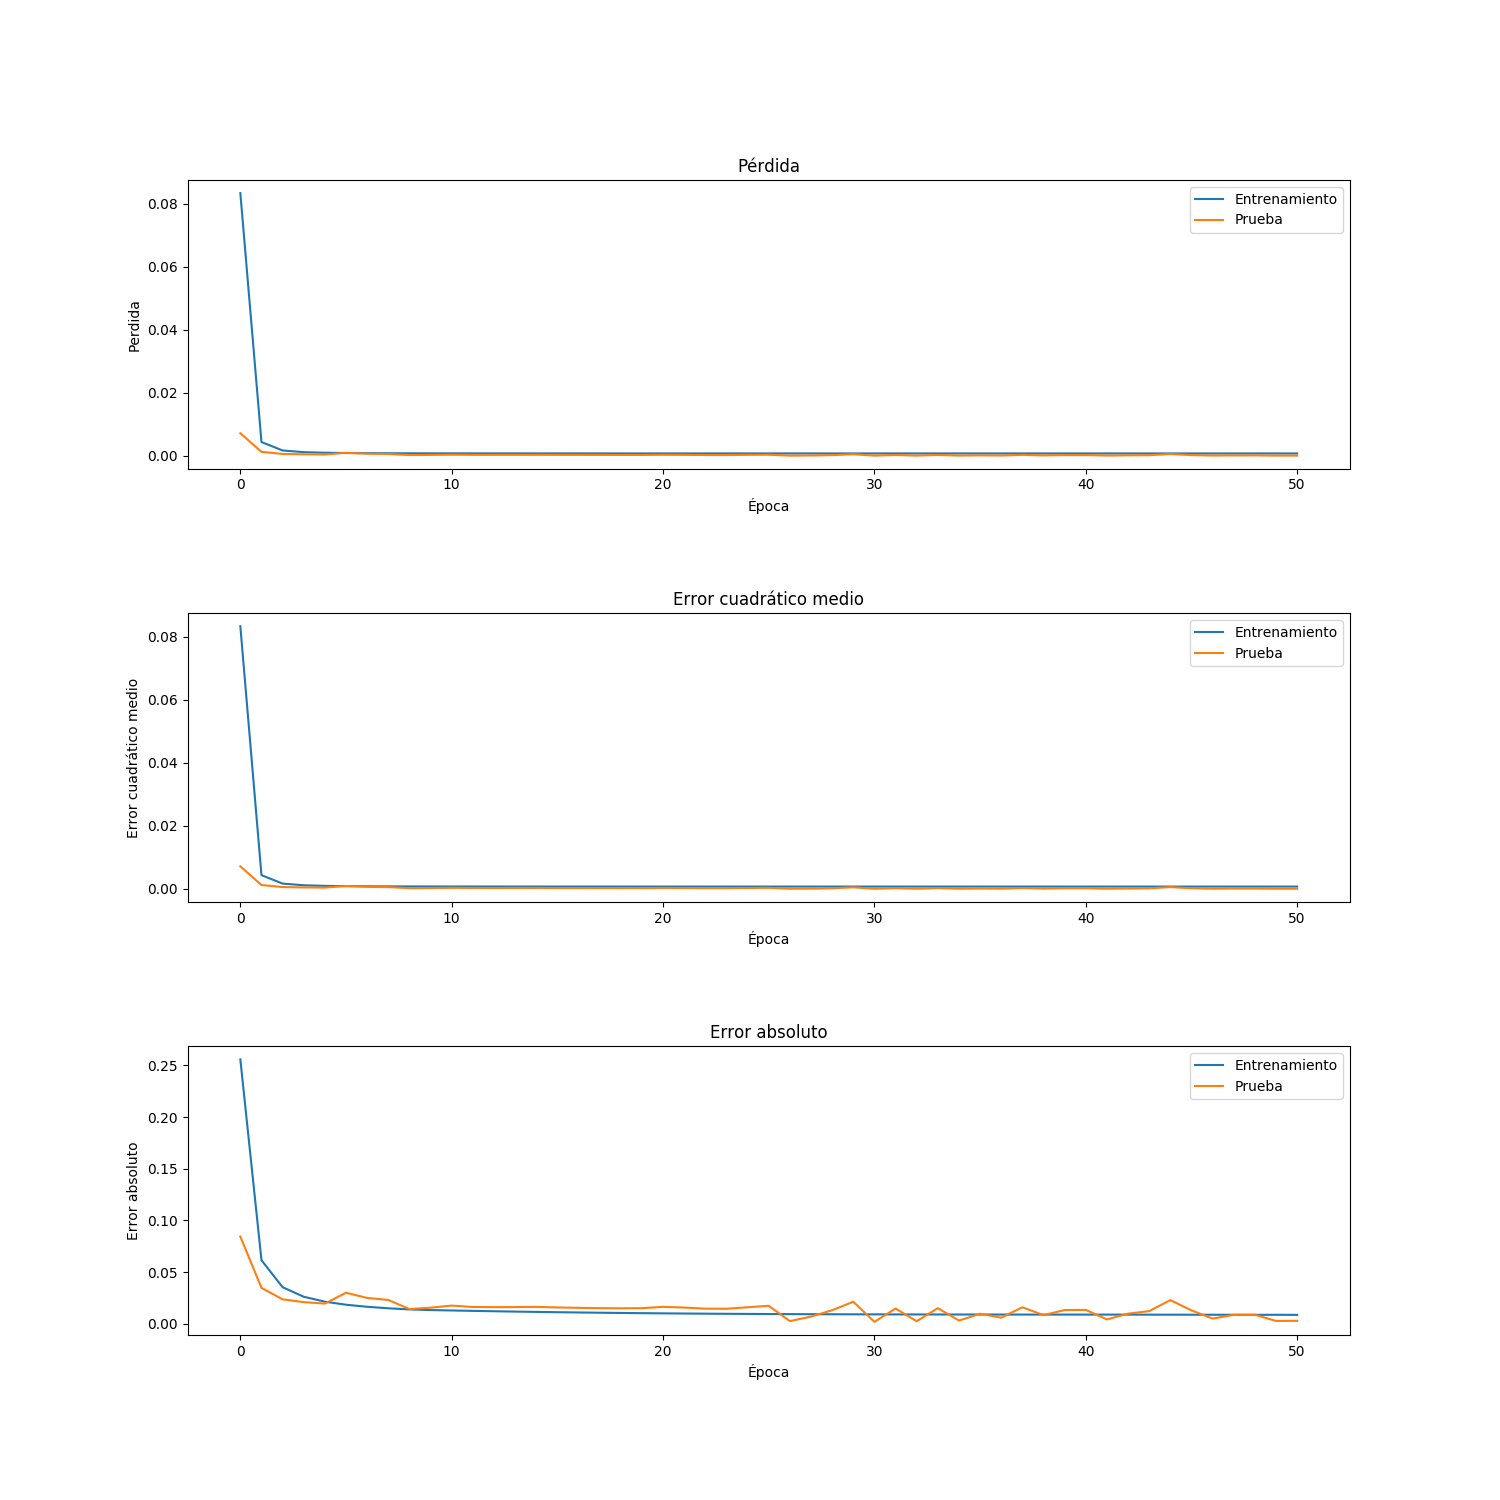 Pérdida
Entrenamiento
Prueba
Perdida
0.08
0.06
0.04
0.02
0.00
0 10 20 30 40 50
Época
Error cuadrático medio
Entrenamiento
Prueba
Error cuadrático medio
0.08
0.06
0.04
0.02
0.00
0 10 20 30 40 50
Época
Error absoluto
Entrenamiento
Prueba
Error absoluto
0.25
0.20
0.15
0.10
0.05
0.00
0 10 20 30 40 50
Época